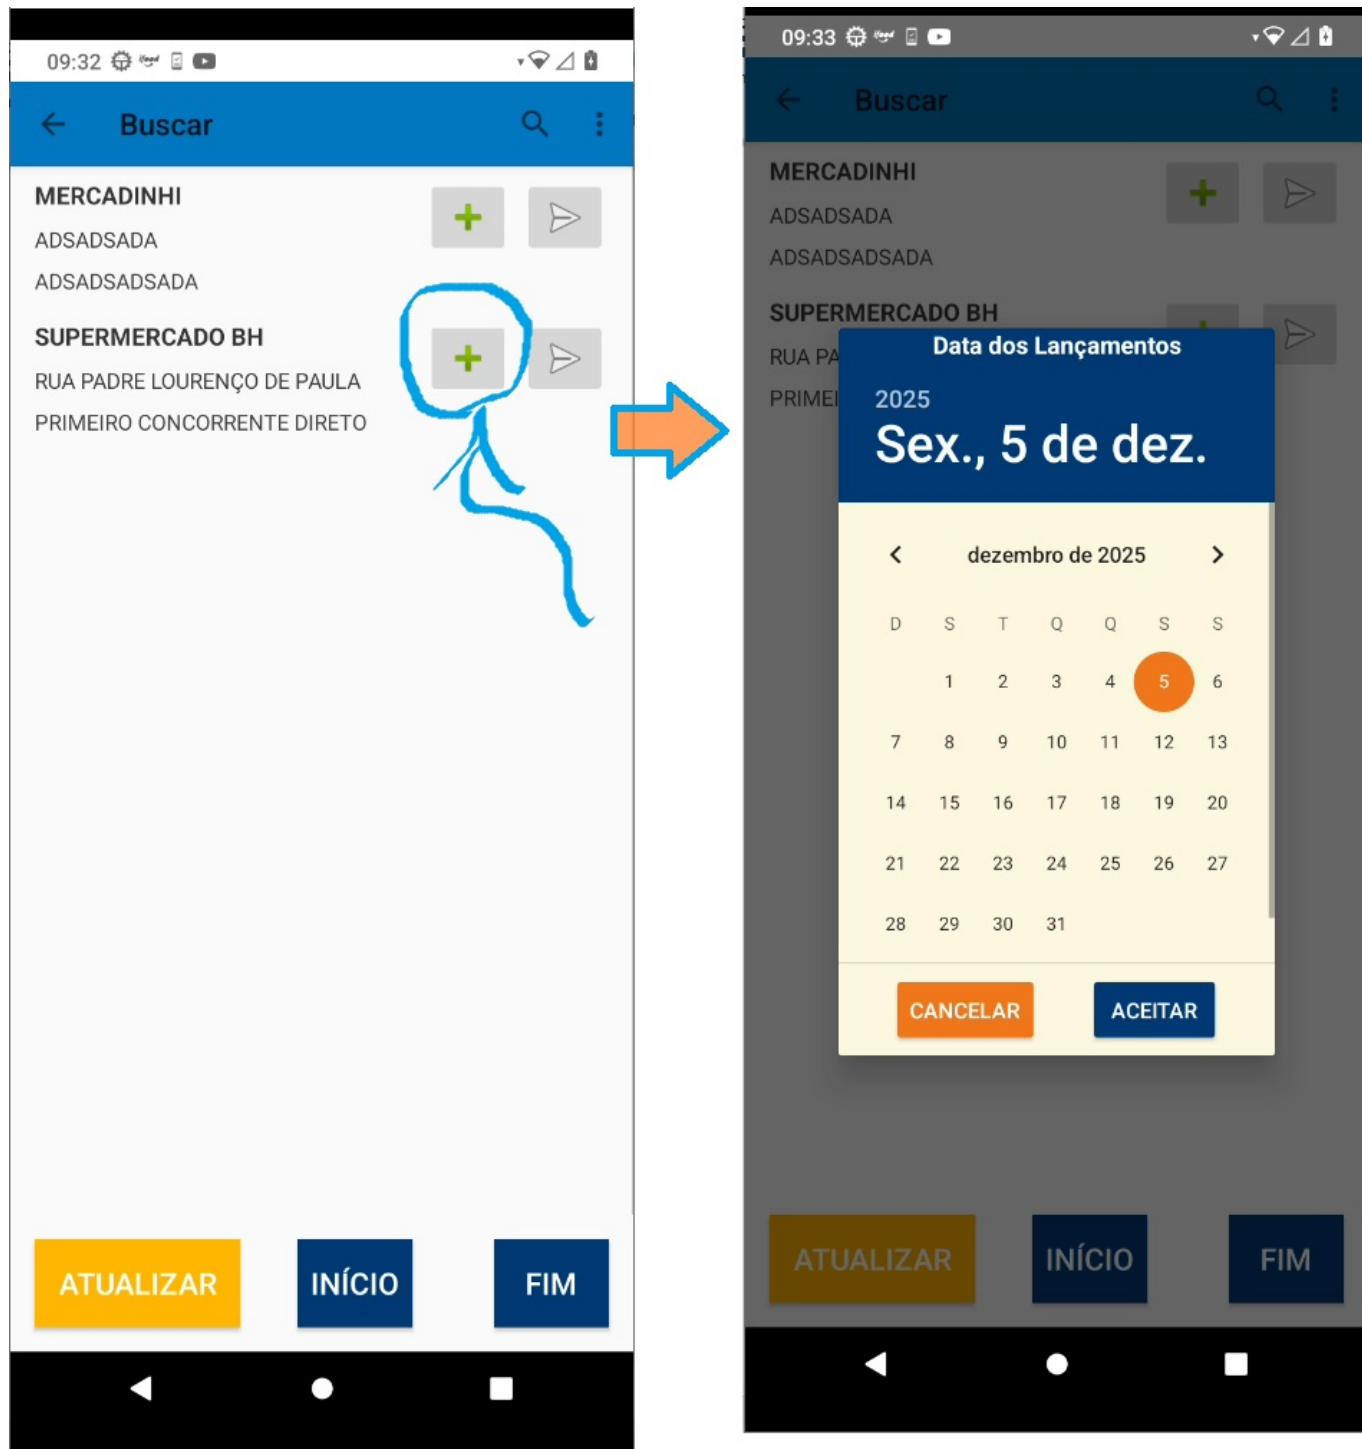 09:32
Buscar
MERCADINHI
ADSADSADA
ADSADSADSADA
SUPERMERCADO BH
RUA PADRE LOURENÇO DE PAULA
PRIMEIRO CONCORRENTE DIRETO
ATUALIZAR INÍCIO FIM
09:33
Buscar
MERCADINHI
ADSADSADA
ADSADSADSADA
SUPERMERCADO BH
RUA PA
PRIMEI
Data dos Lançamentos
2025
Sex., 5 de dez.
dezembro de 2025
D S T Q Q S S
1 2 3 4 5 6
7 8 9 10 11 12 13
14 15 16 17 18 19 20
21 22 23 24 25 26 27
28 29 30 31
CANCELAR ACEITAR
ATUALIZAR INÍCIO FIM